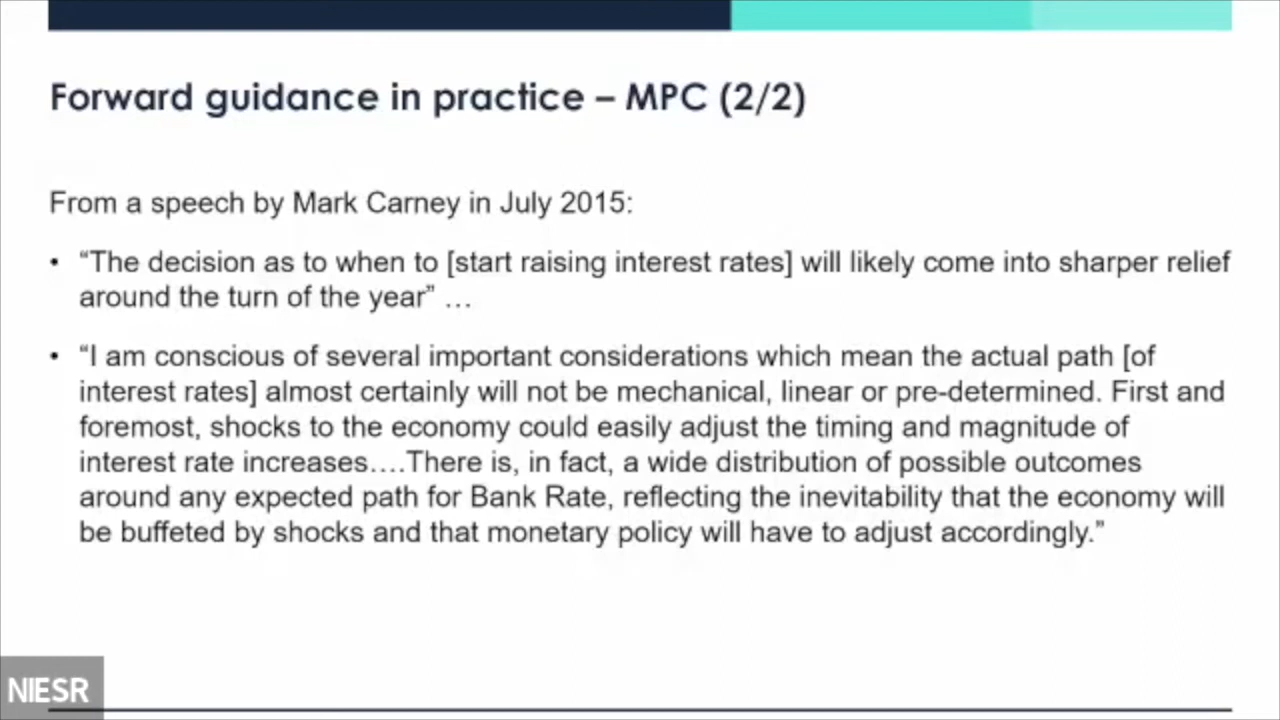 Forward guidance in practice – MPC (2/2)
From a speech by Mark Carney in July 2015:
• “The decision as to when to [start raising interest rates] will likely come into sharper relief
around the turn of the year” …
• “I am conscious of several important considerations which mean the actual path [of
interest rates] almost certainly will not be mechanical, linear or pre-determined. First and
foremost, shocks to the economy could easily adjust the timing and magnitude of
interest rate increases….There is, in fact, a wide distribution of possible outcomes
around any expected path for Bank Rate, reflecting the inevitability that the economy will
be buffeted by shocks and that monetary policy will have to adjust accordingly.”
NIESR